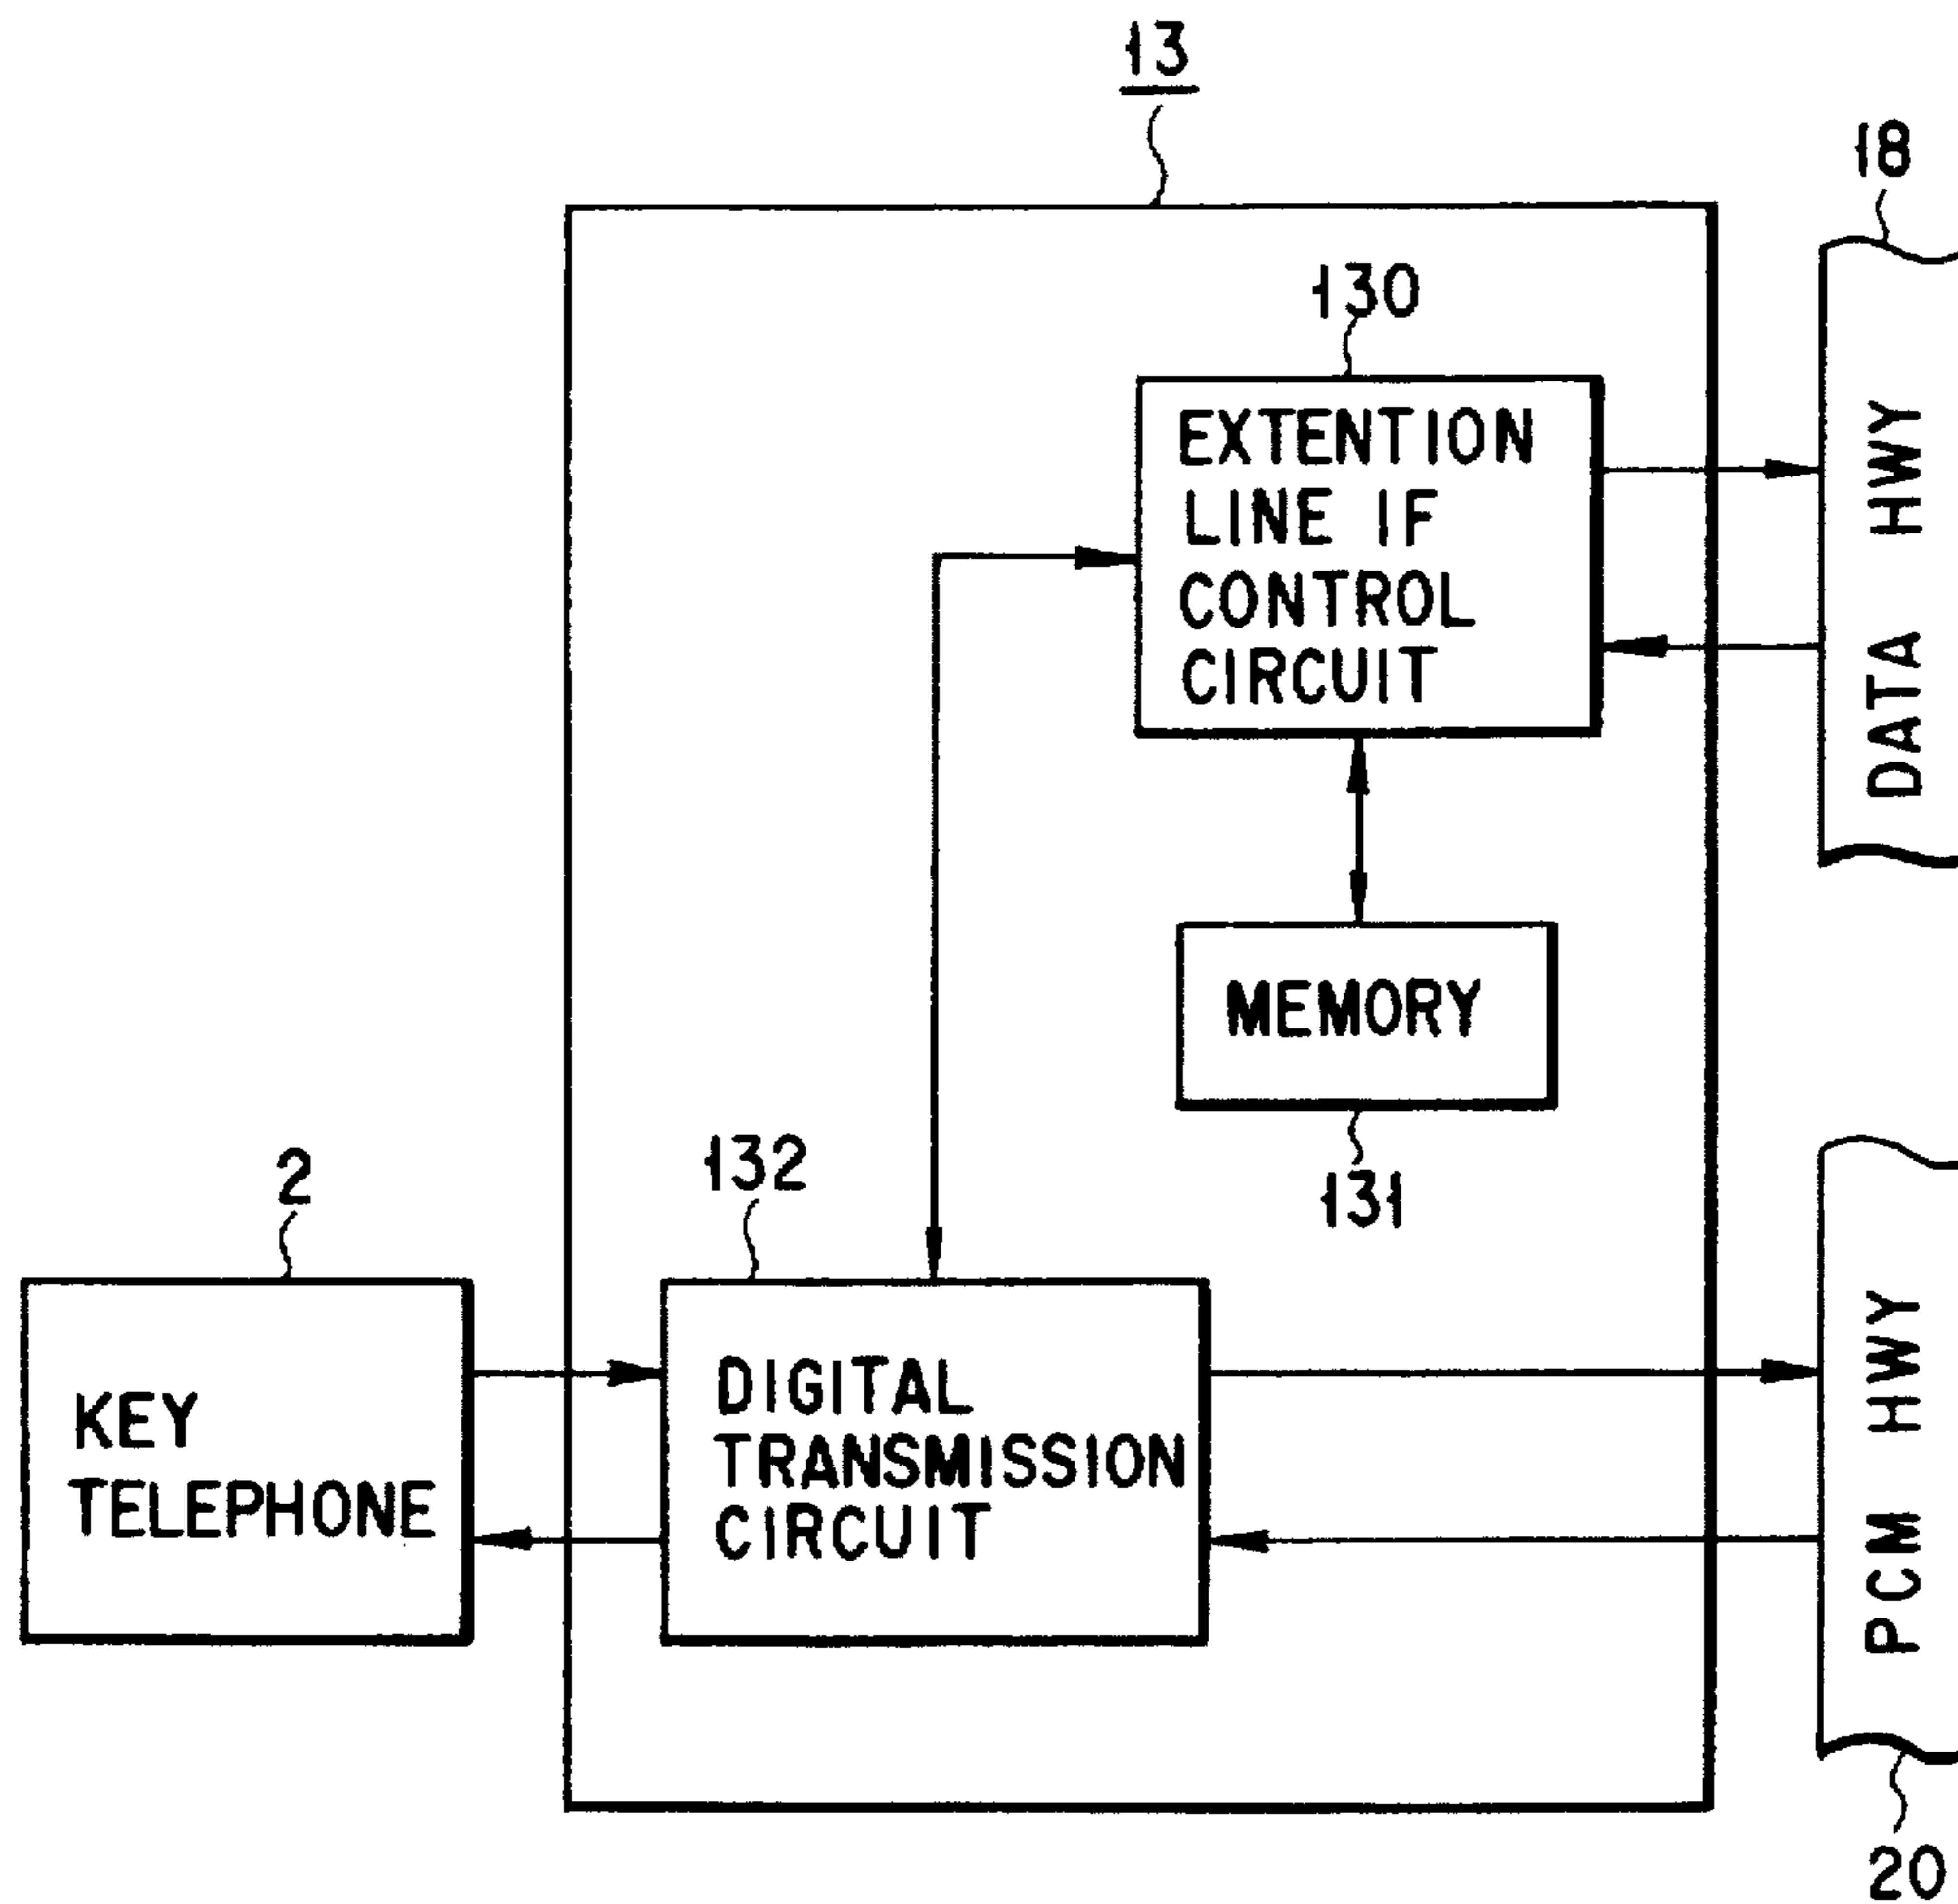 13
18
130
EXTENTION
LINE IF
CONTROL
CIRCUIT
DATA HWY
MEMORY
131
2
132
KEY
TELEPHONE
DIGITAL
TRANSMISSION
CIRCUIT
PCM HWY
20